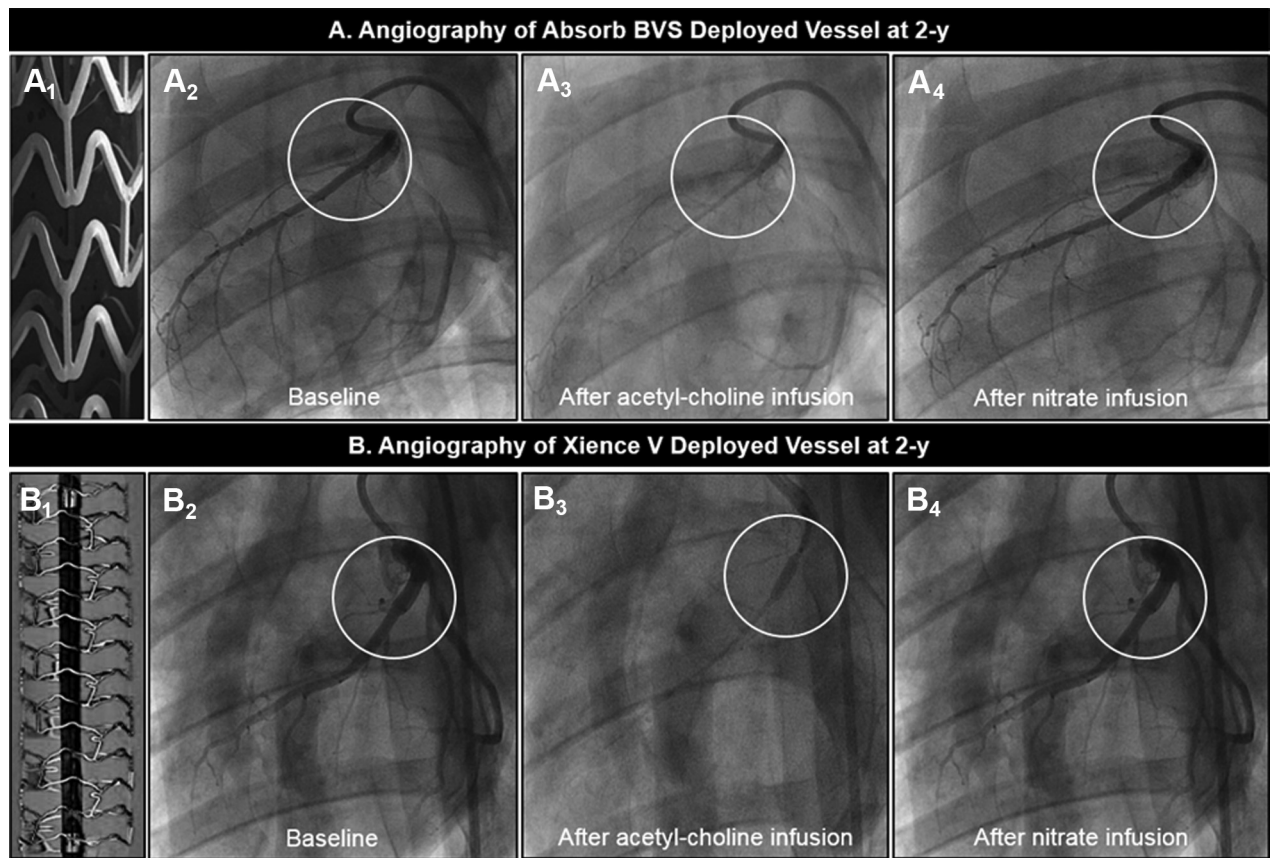 A. Angiography of Absorb BVS Deployed Vessel at 2-y
A1
A2
A3
A4
Baseline
After acetyl-choline infusion
After nitrate infusion
B. Angiography of Xience V Deployed Vessel at 2-y
B1
B2
B3
B4
Baseline
After acetyl-choline infusion
After nitrate infusion